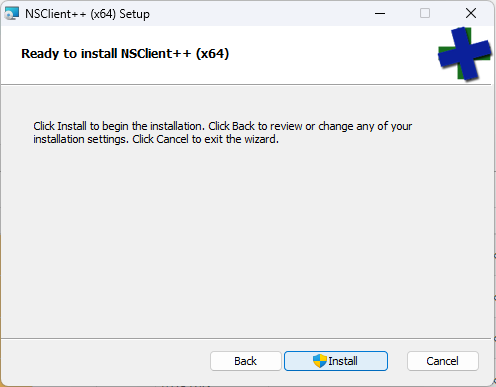 NSClient++ (x64) Setup
Ready to install NSClient++ (x64)
Click Install to begin the installation. Click Back to review or change any of your
installation settings. Click Cancel to exit the wizard.
Back
Install
Cancel